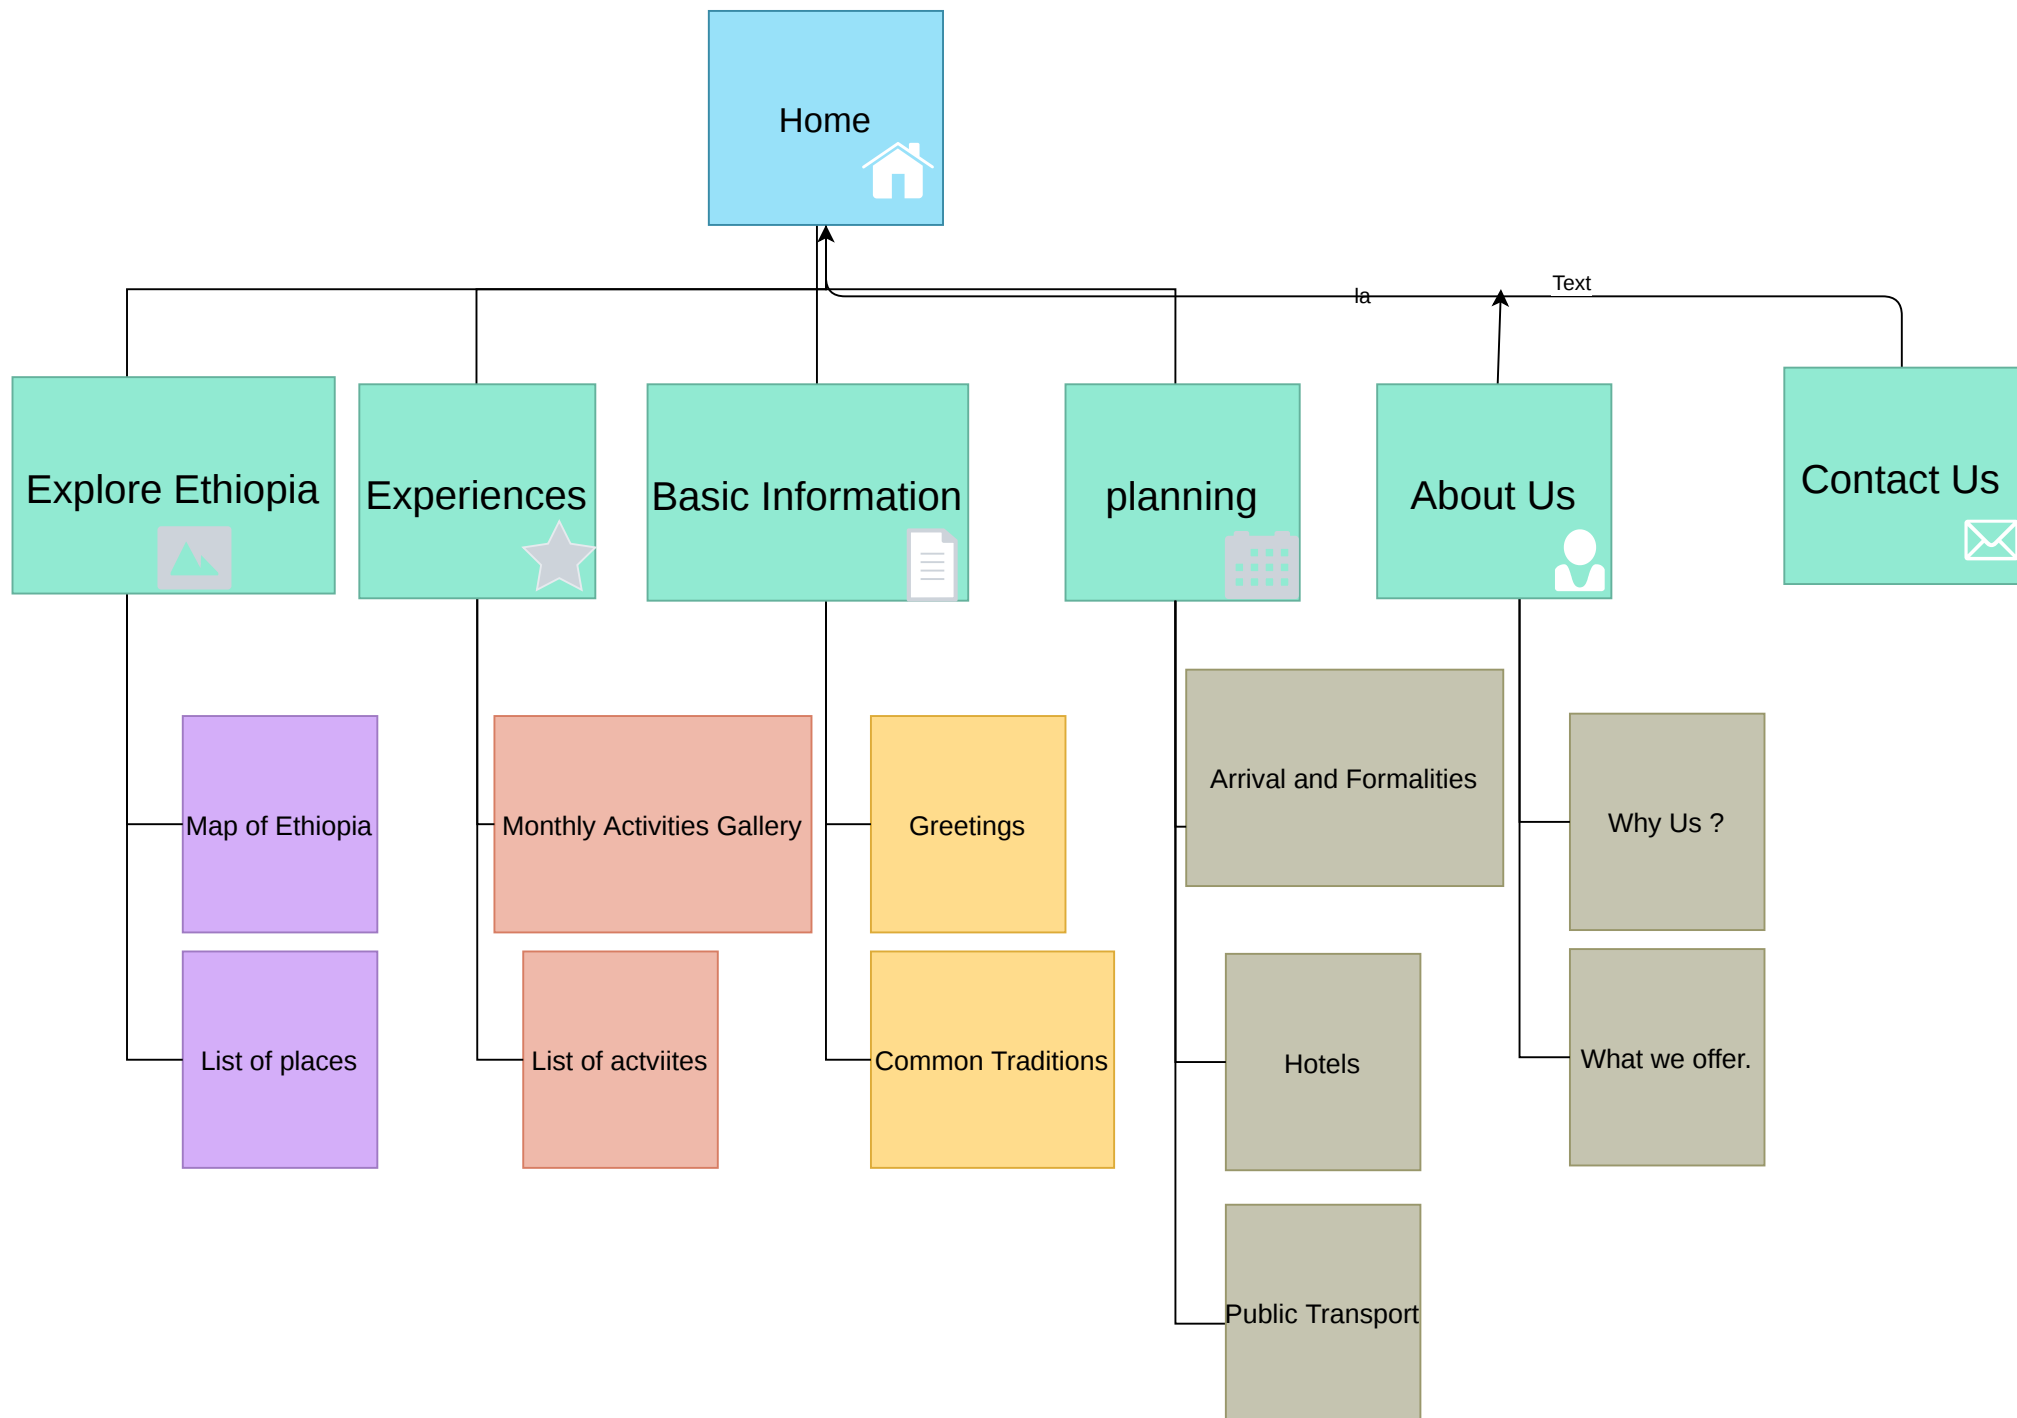 Home
Text
la
Explore Ethiopia
Experiences
Basic Information
planning
About Us
Contact Us
Map of Ethiopia
Monthly Activities Gallery
Greetings
Arrival and Formalities
Why Us ?
List of places
List of actviites
Common Traditions
Hotels
What we offer.
Public Transport